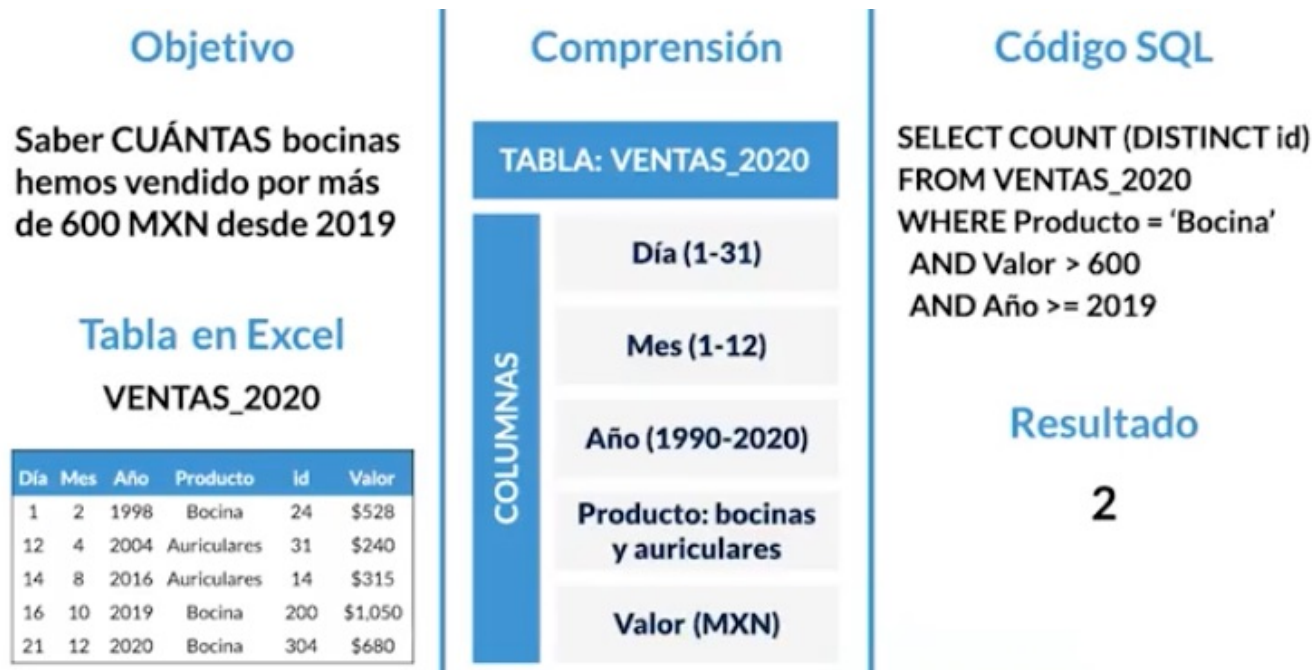 Objetivo
Saber CUÁNTAS bocinas
hemos vendido por más
de 600 MXN desde 2019
Tabla en Excel
VENTAS_2020
Día Mes Año Producto id Valor
1 2 1998 Bocina 24 $528
12 4 2004 Auriculares 31 $240
14 8 2016 Auriculares 14 $315
16 10 2019 Bocina 200 $1,050
21 12 2020 Bocina 304 $680
Comprensión
TABLA: VENTAS_2020
COLUMNAS
Día (1-31)
Mes (1-12)
Año (1990-2020)
Producto: bocinas
y auriculares
Valor (MXN)
Código SQL
SELECT COUNT (DISTINCT id)
FROM VENTAS_2020
WHERE Producto = ‘Bocina’
AND Valor > 600
AND Año >= 2019
Resultado
2